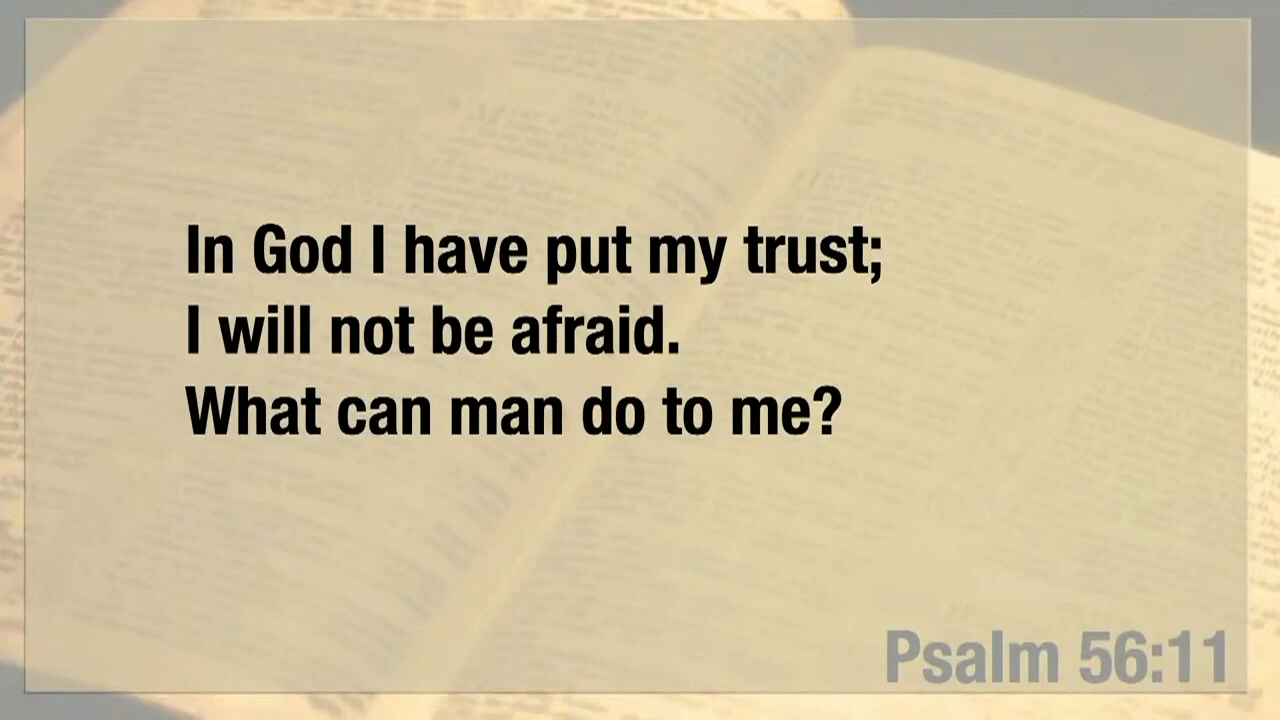 In God I have put my trust;
I will not be afraid.
What can man do to me?
Psalm 56:11